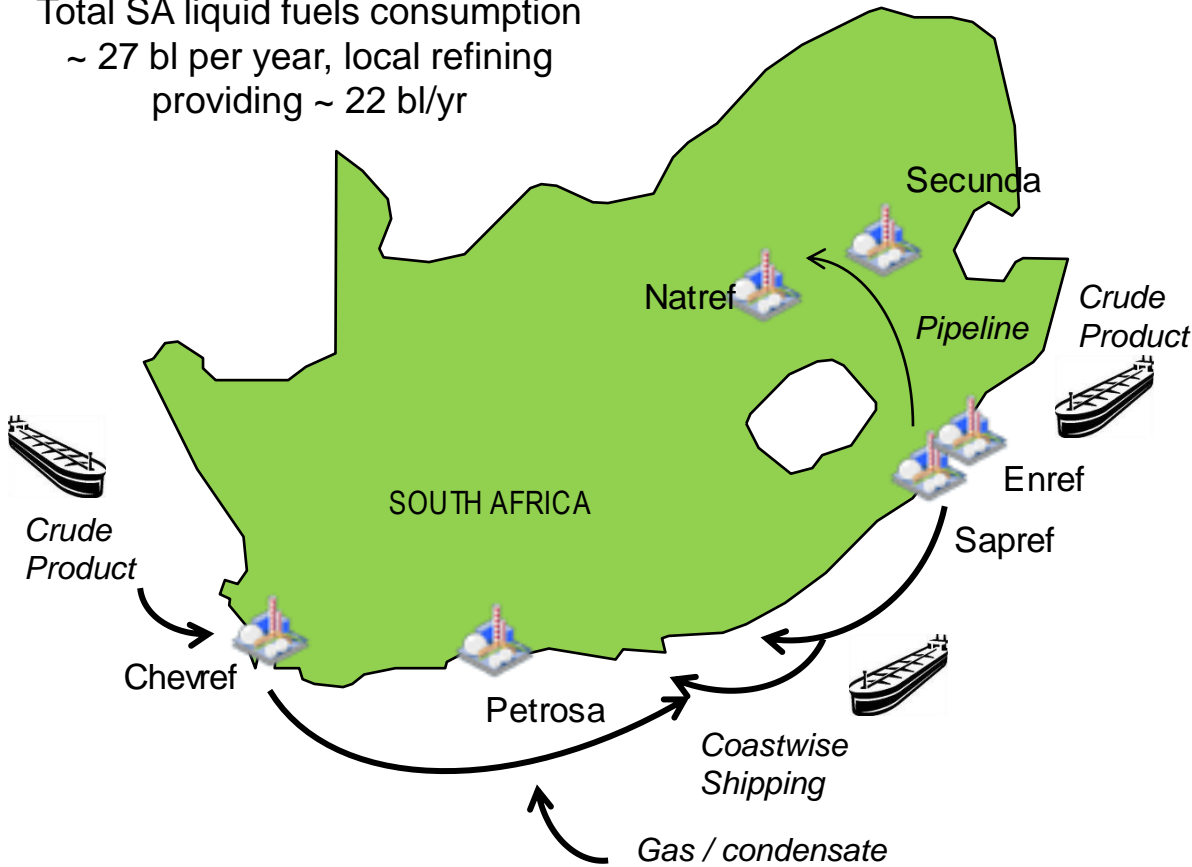 Total SA liquid fuels consumption
~ 27 bl per year, local refining
providing ~ 22 bl/yr
Secunda
Natref
Crude
Product
Pipeline
Enref
SOUTH AFRICA
Crude
Product
Sapref
Chevref
Petrosa
Coastwise
Shipping
Gas / condensate